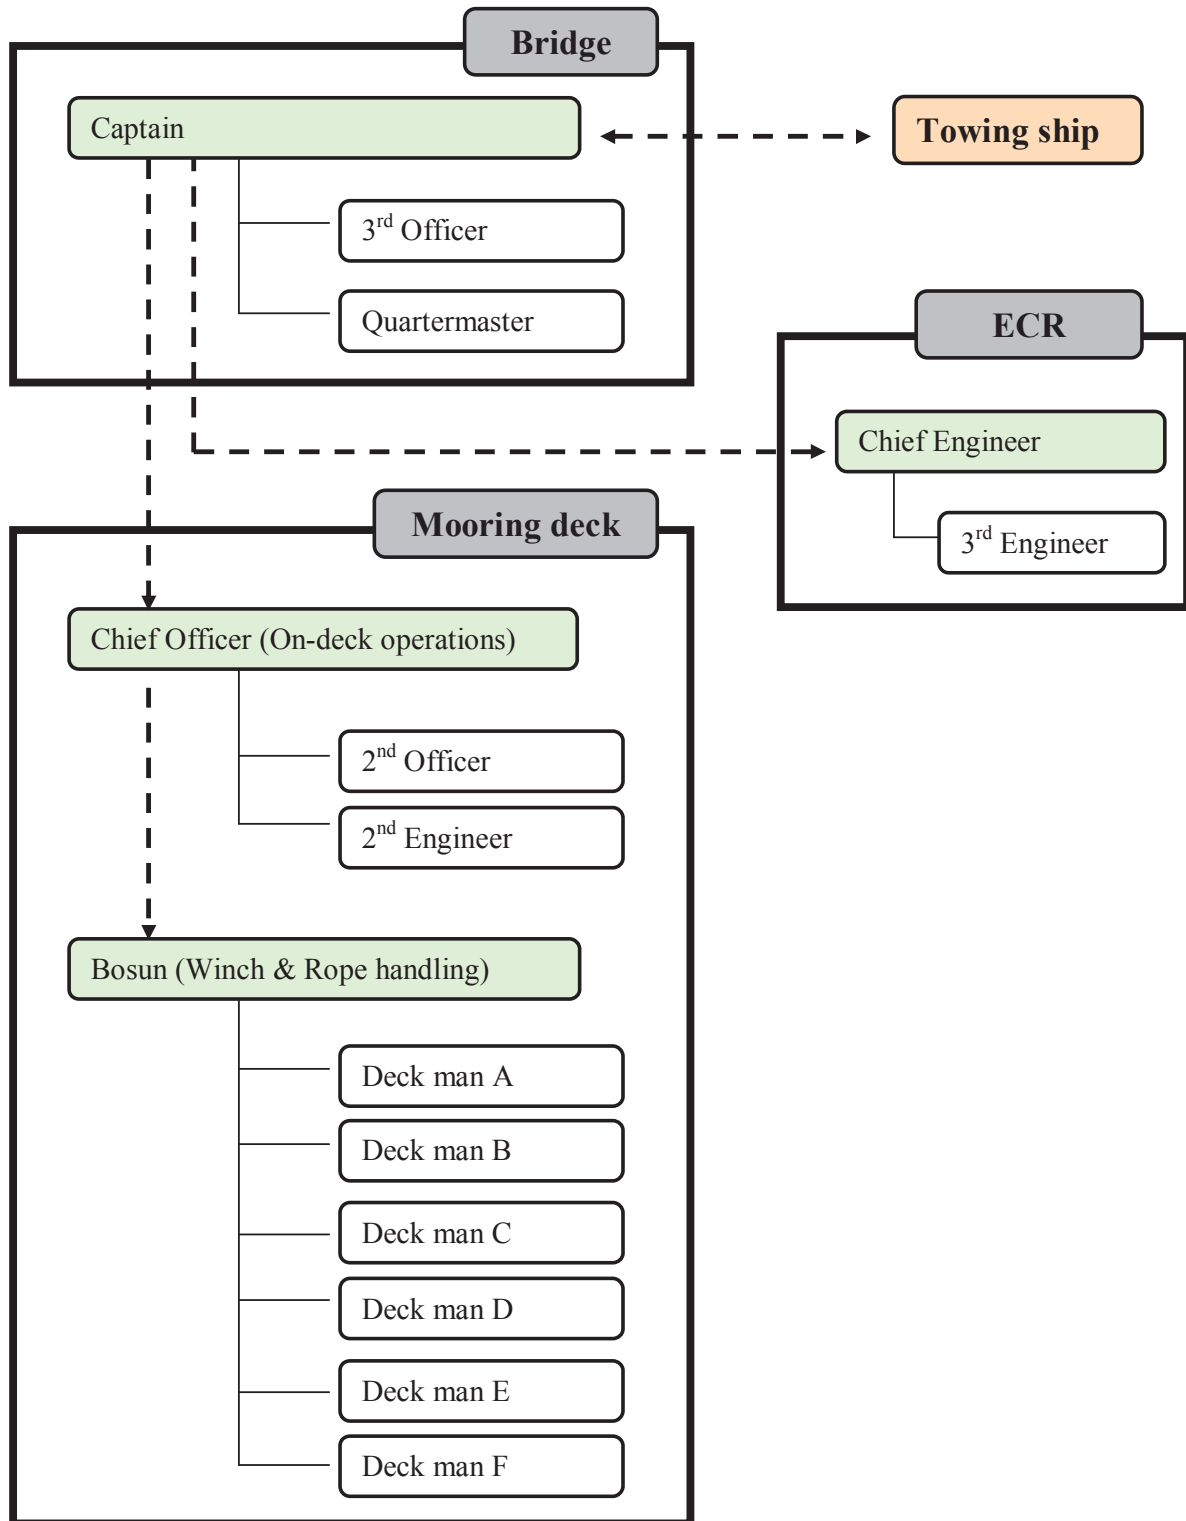 Bridge
Captain
Towing ship
3rd Officer
Quartermaster
ECR
Chief Engineer
3rd Engineer
Mooring deck
Chief Officer (On-deck operations)
2nd Officer
2nd Engineer
Bosun (Winch & Rope handling)
Deck man A
Deck man B
Deck man C
Deck man D
Deck man E
Deck man F